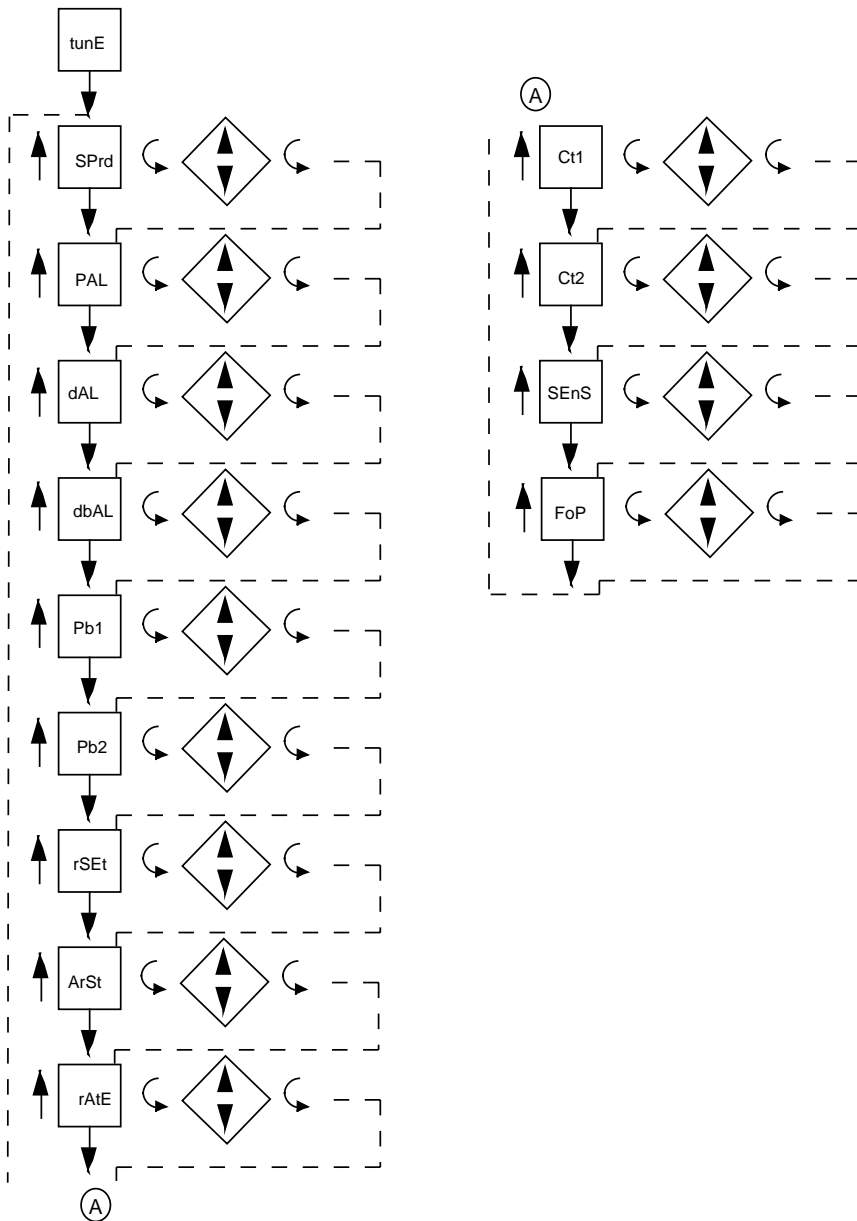 tunE
SPrd
PAL
dAL
dbAL
Pb1
Pb2
rSEt
ArSt
rAtE
A
A
Ct1
Ct2
SEnS
FoP